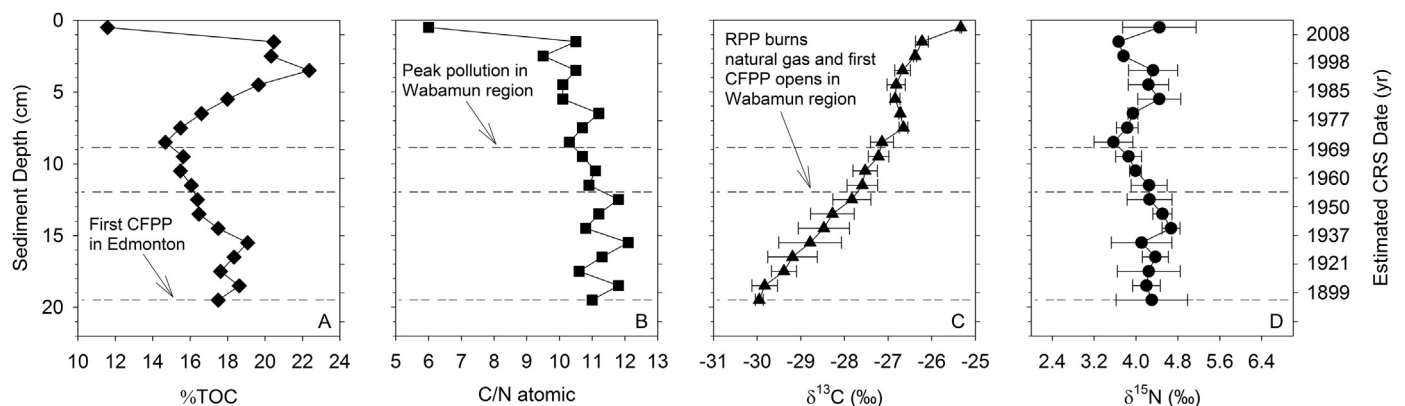 0
5
10
15
20
Sediment Depth (cm)
First CFPP
in Edmonton
A
10 12 14 16 18 20 22 24
%TOC
Peak pollution in
Wabamun region
B
5 6 7 8 9 10 11 12 13
C/N atomic
RPP burns
natural gas and first
CFPP opens in
Wabamun region
C
-31 -30 -29 -28 -27 -26 -25
δ¹³C (‰)
D
2.4 3.2 4.0 4.8 5.6 6.4
δ¹⁵N (‰)
2008
1998
1985
1977
1969
1960
1950
1937
1921
1899
Estimated CRS Date (yr)